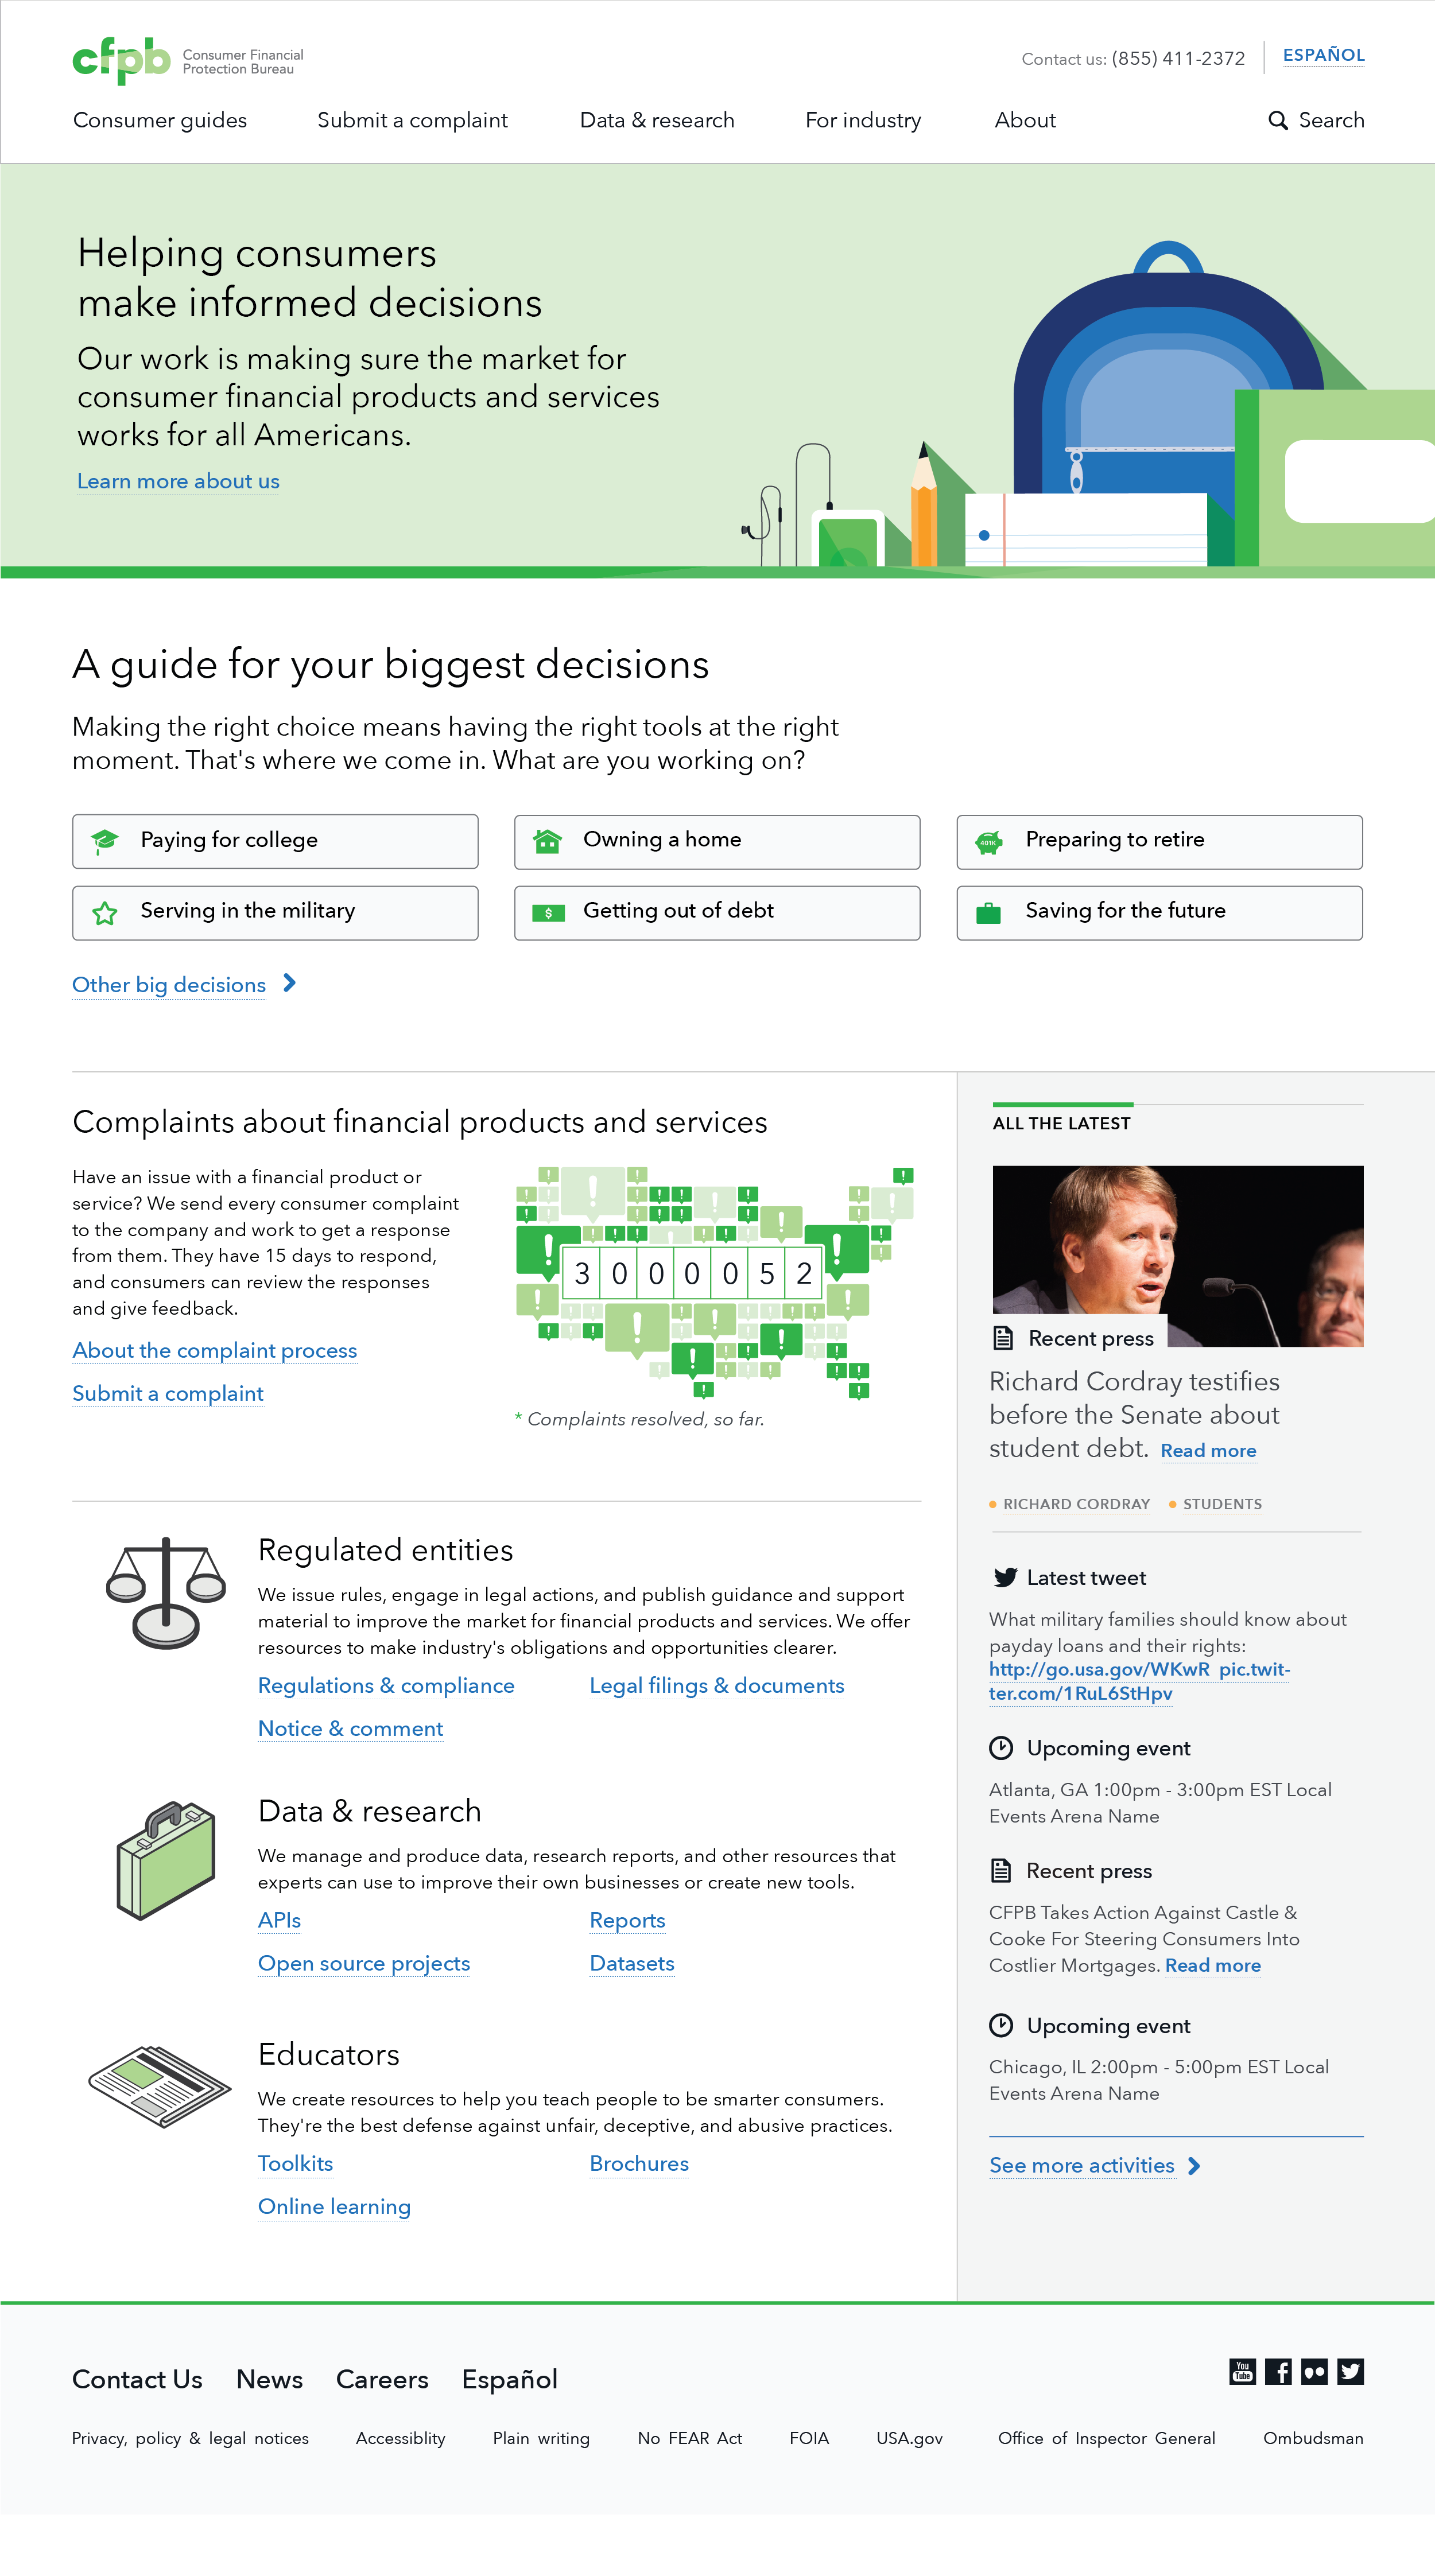 cfpb Consumer Financial
Protection Bureau
Contact us: (855) 411-2372
ESPAÑOL
Consumer guides
Submit a complaint
Data & research
For industry
About
Search
Helping consumers
make informed decisions
Our work is making sure the market for
consumer financial products and services
works for all Americans.
Learn more about us
A guide for your biggest decisions
Making the right choice means having the right tools at the right
moment. That's where we come in. What are you working on?
Paying for college
Owning a home
401K
Preparing to retire
Serving in the military
$
Getting out of debt
Saving for the future
Other big decisions
Complaints about financial products and services
Have an issue with a financial product or
service? We send every consumer complaint
to the company and work to get a response
from them. They have 15 days to respond,
and consumers can review the responses
and give feedback.
About the complaint process
Submit a complaint
3 0 0 0 0 5 2
* Complaints resolved, so far.
Regulated entities
We issue rules, engage in legal actions, and publish guidance and support
material to improve the market for financial products and services. We offer
resources to make industry's obligations and opportunities clearer.
Regulations & compliance
Legal filings & documents
Notice & comment
Data & research
We manage and produce data, research reports, and other resources that
experts can use to improve their own businesses or create new tools.
APIs
Reports
Open source projects
Datasets
Educators
We create resources to help you teach people to be smarter consumers.
They're the best defense against unfair, deceptive, and abusive practices.
Toolkits
Brochures
Online learning
ALL THE LATEST
Recent press
Richard Cordray testifies
before the Senate about
student debt. Read more
RICHARD CORDRAY
STUDENTS
Latest tweet
What military families should know about
payday loans and their rights:
http://go.usa.gov/WKwR pic.twit-
ter.com/1RuL6StHpv
Upcoming event
Atlanta, GA 1:00pm - 3:00pm EST Local
Events Arena Name
Recent press
CFPB Takes Action Against Castle &
Cooke For Steering Consumers Into
Costlier Mortgages. Read more
Upcoming event
Chicago, IL 2:00pm - 5:00pm EST Local
Events Arena Name
See more activities
Contact Us
News
Careers
Español
You
Tube
Privacy, policy & legal notices
Accessiblity
Plain writing
No FEAR Act
FOIA
USA.gov
Office of Inspector General
Ombudsman